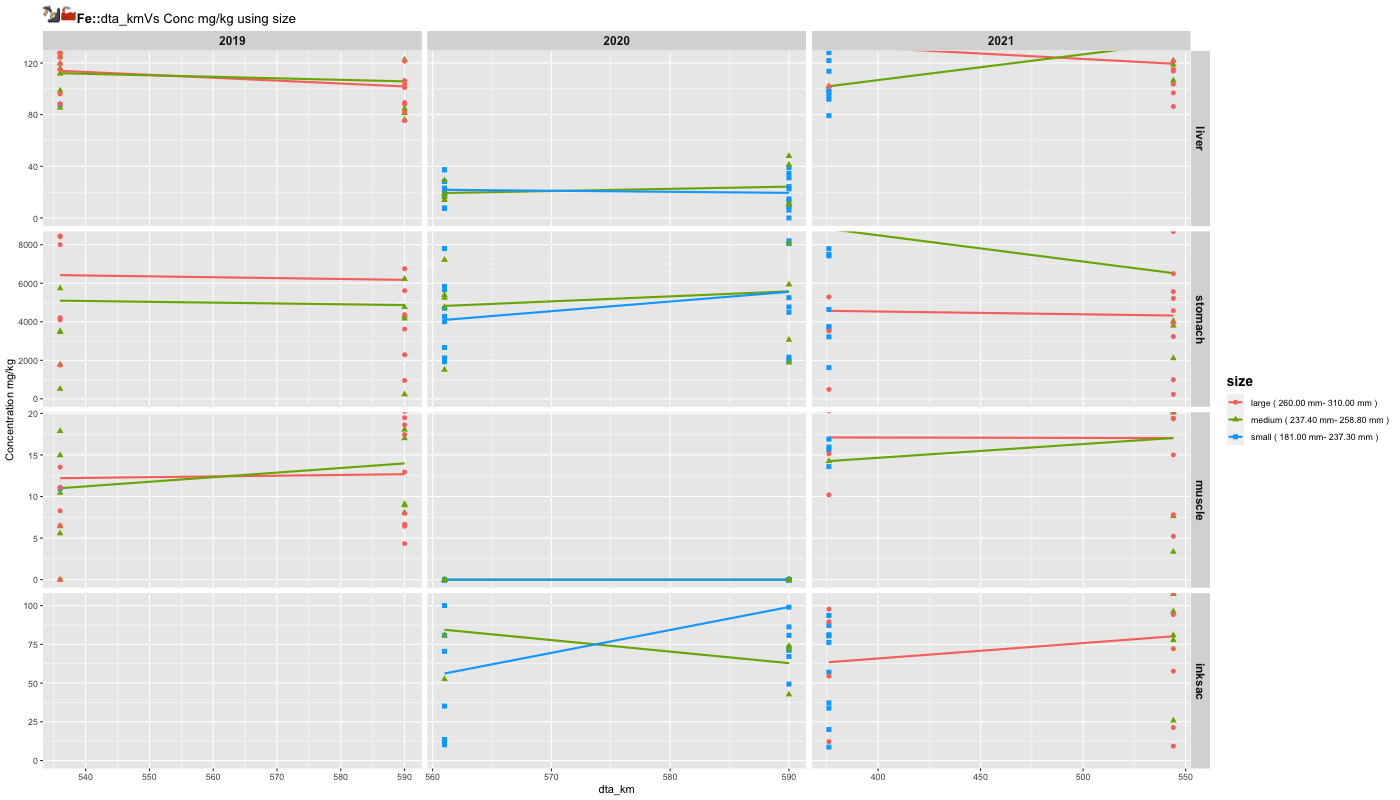 Fe::dta_kmVs Conc mg/kg using size
2019 2020 2021
120
80
40
0
liver
8000
6000
4000
2000
0
stomach
20
15
10
5
0
muscle
100
75
50
25
0
inksac
Concentration mg/kg
540 550 560 570 580 590 560 570 580 590 400 450 500 550
dta_km
size
large ( 260.00 mm- 310.00 mm )
medium ( 237.40 mm- 258.80 mm )
small ( 181.00 mm- 237.30 mm )